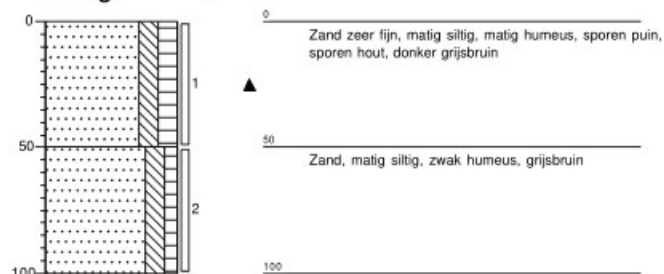 0
1
50
2
100
0
Zand zeer fijn, matig siltig, matig humeus, sporen puin,
sporen hout, donker grijsbruin
50
Zand, matig siltig, zwak humeus, grijsbruin
100